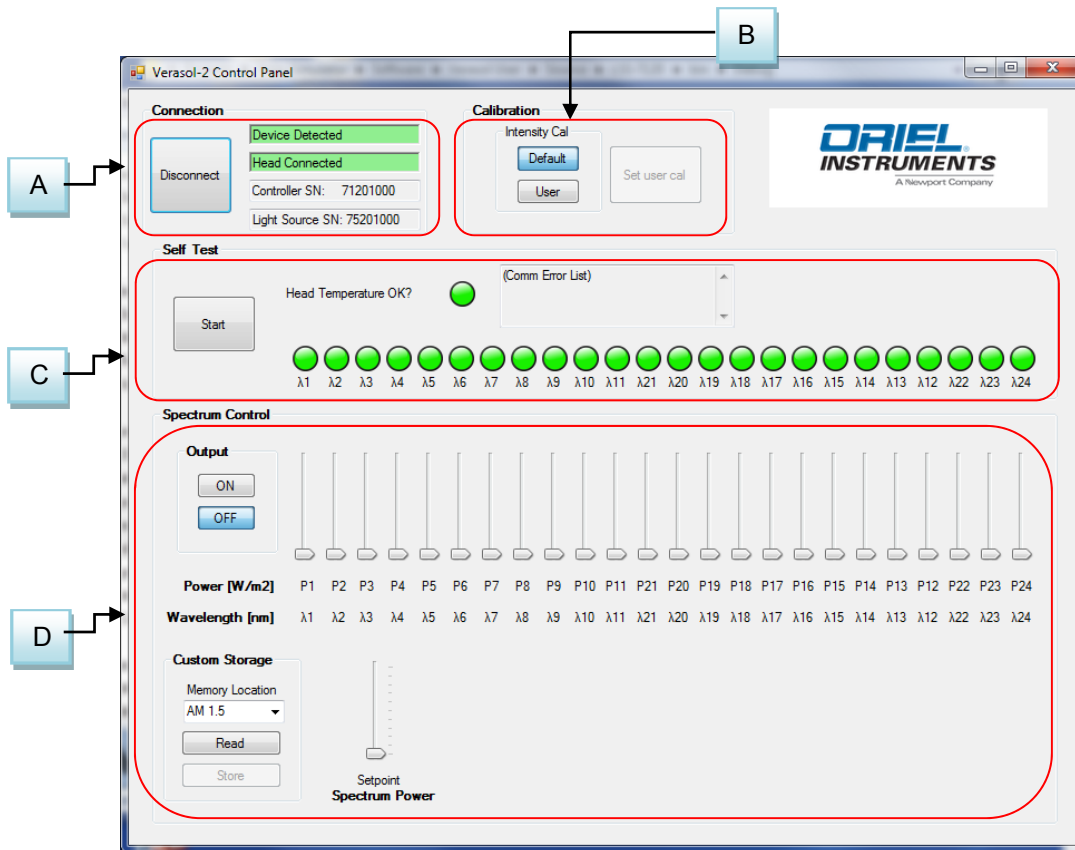 B
Verasol-2 Control Panel
Connection
Calibration
Disconnect
Device Detected
Head Connected
Controller SN: 71201000
Light Source SN: 75201000
Intensity Cal
Default
User
Set user cal
ORIEL
INSTRUMENTS
A Newport Company
A
Self Test
Start
Head Temperature OK?
(Comm Error List)
λ1 λ2 λ3 λ4 λ5 λ6 λ7 λ8 λ9 λ10 λ11 λ21 λ20 λ19 λ18 λ17 λ16 λ15 λ14 λ13 λ12 λ22 λ23 λ24
C
Spectrum Control
Output
ON
OFF
Power [W/m2] P1 P2 P3 P4 P5 P6 P7 P8 P9 P10 P11 P21 P20 P19 P18 P17 P16 P15 P14 P13 P12 P22 P23 P24
Wavelength [nm] λ1 λ2 λ3 λ4 λ5 λ6 λ7 λ8 λ9 λ10 λ11 λ21 λ20 λ19 λ18 λ17 λ16 λ15 λ14 λ13 λ12 λ22 λ23 λ24
D
Custom Storage
Memory Location
AM 1.5
Read
Store
Setpoint
Spectrum Power